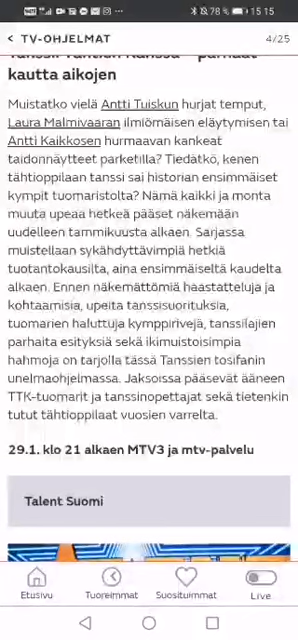 78 % 15 15
< TV-OHJELMAT 4/25
kautta aikojen
Muistatko vielä Antti Tuiskun hurjat temput,
Laura Malmivaaran ilmiömäisen eläytymisen tai
Antti Kaikkosen hurmaavan kankeat
taidonnäytteet parketilla? Tiedätkö, kenen
tähtioppilaan tanssi sai historian ensimmäiset
kympit tuomaristolta? Nämä kaikki ja monta
muuta upeaa hetkeä pääset näkemään
uudelleen tammikuusta alkaen. Sarjassa
muistellaan sykähdyttävimpiä hetkiä
tuotantokausilta, aina ensimmäiseltä kaudelta
alkaen. Ennen näkemättömiä haastatteluja ja
kohtaamisia, upeita tanssisuorituksia,
tuomarien haluttuja kymppirivejä, tanssilajien
parhaita esityksiä sekä ikimuistoisimpia
hahmoja on tarjolla tässä Tanssien tosifanin
unelmaohjelmassa. Jaksoissa pääsevät ääneen
TTK-tuomarit ja tanssinopettajat sekä tietenkin
tutut tähtioppilaat vuosien varrelta.
29.1. klo 21 alkaen MTV3 ja mtv-palvelu
Talent Suomi
Etusivu Tuoreimmat Suosituimmat Live